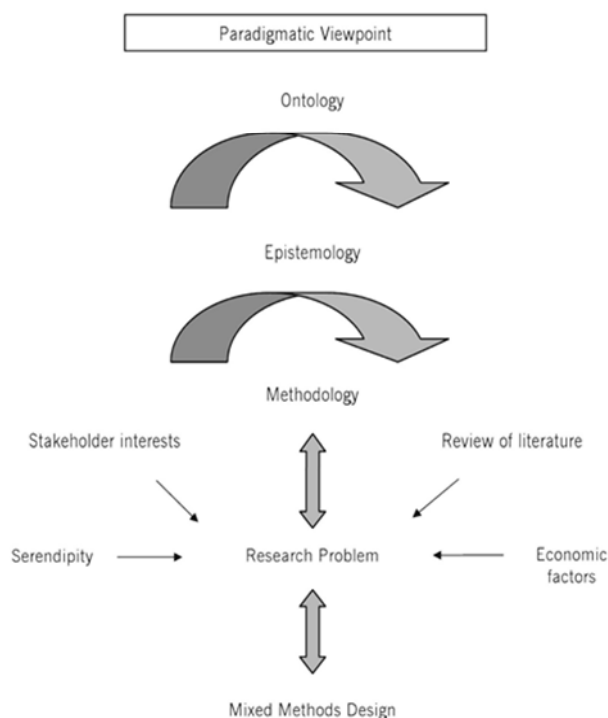 Paradigmatic Viewpoint
Ontology
Epistemology
Methodology
Stakeholder interests
Review of literature
Serendipity
Research Problem
Economic
factors
Mixed Methods Design